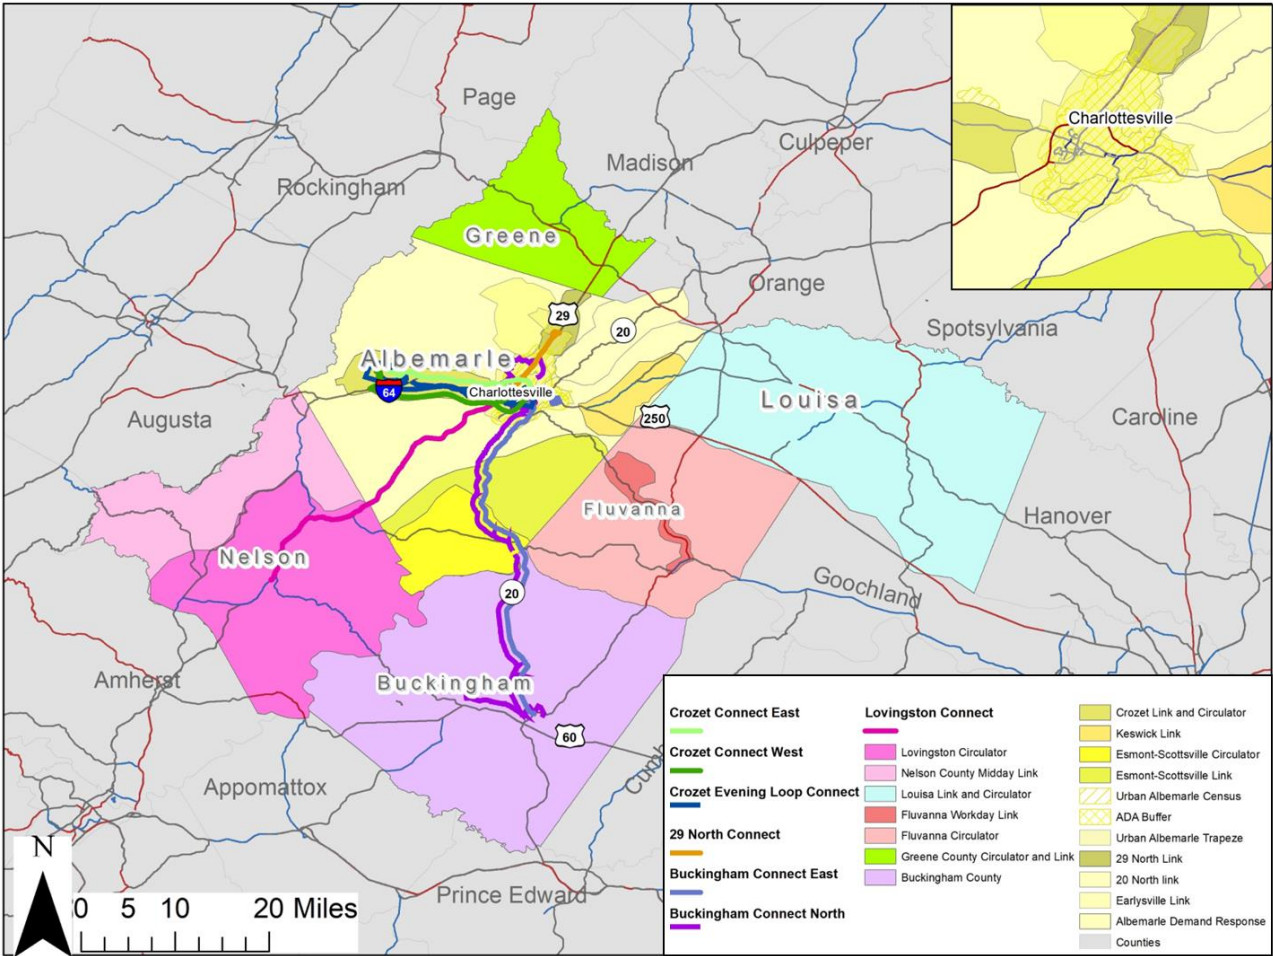 Page
Culpeper
Madison
Rockingham
Greene
Orange
29
20
Spotsylvania
Albemarle
64
Charlottesville
Louisa
250
Augusta
Caroline
Fluvanna
Hanover
Nelson
Goochland
20
Amherst
Buckingham
60
Appomattox
Prince Edward
Charlottesville
N
0 5 10 20 Miles
Crozet Connect East
Crozet Connect West
Crozet Evening Loop Connect
29 North Connect
Buckingham Connect East
Buckingham Connect North
Lovingston Connect
Lovingston Circulator
Nelson County Midday Link
Louisa Link and Circulator
Fluvanna Workday Link
Fluvanna Circulator
Greene County Circulator and Link
Buckingham County
Crozet Link and Circulator
Keswick Link
Esmont-Scottsville Circulator
Esmont-Scottsville Link
Urban Albemarle Census
ADA Buffer
Urban Albemarle Trapeze
29 North Link
20 North link
Earlysville Link
Albemarle Demand Response
Counties